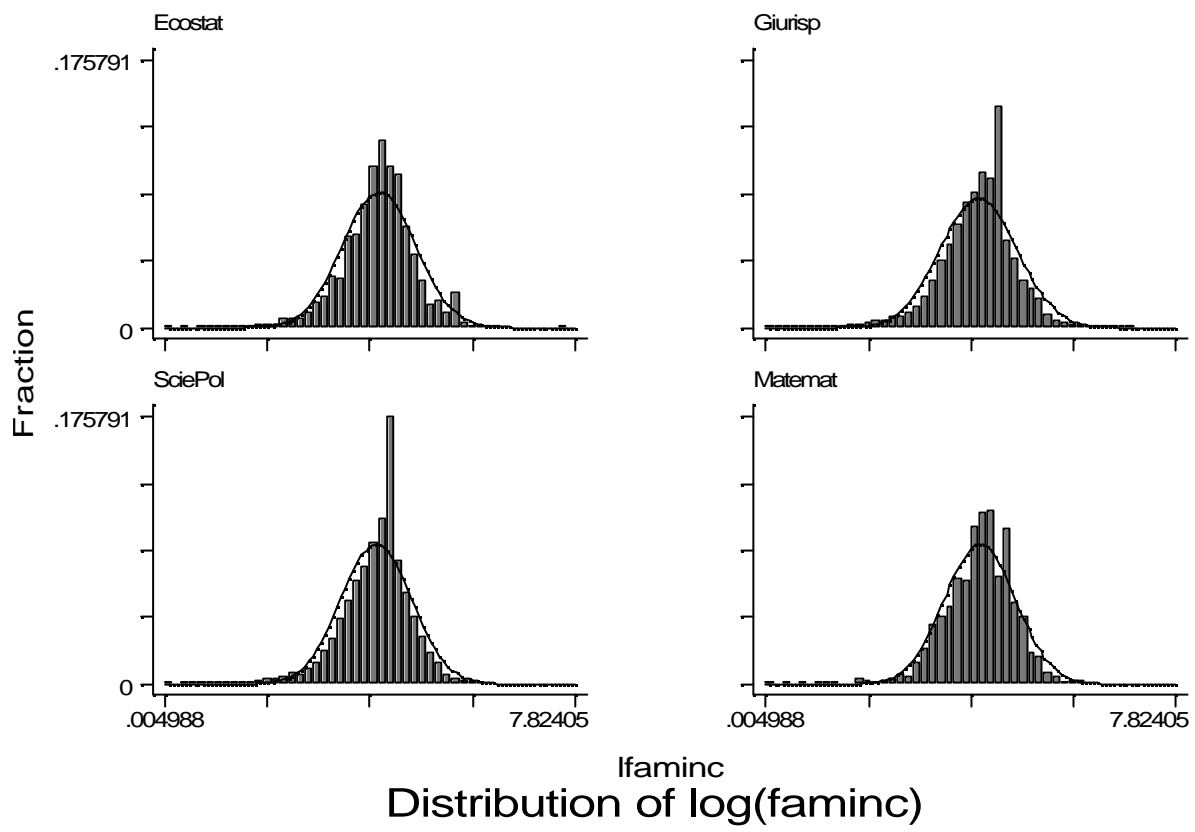 Ecostat
Giurisp
.175791
0
SciePol
Matemat
.175791
0
Fraction
.004988
7.82405
.004988
7.82405
lfaminc
Distribution of log(faminc)